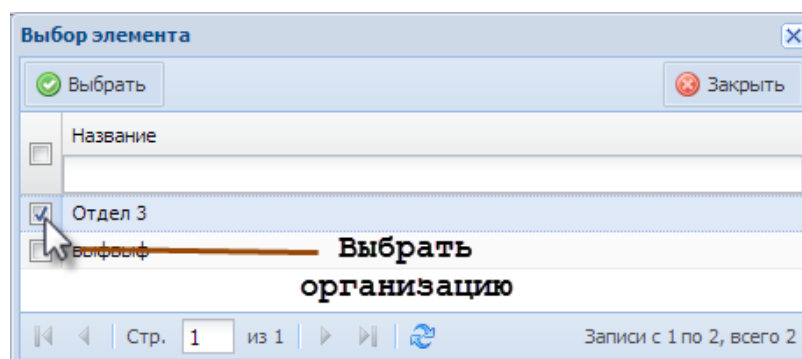 Выбор элемента
Выбрать Закрыть
Название
Отдел 3
выфвыф
Выбрать
организацию
Стр. 1 из 1 Записи с 1 по 2, всего 2